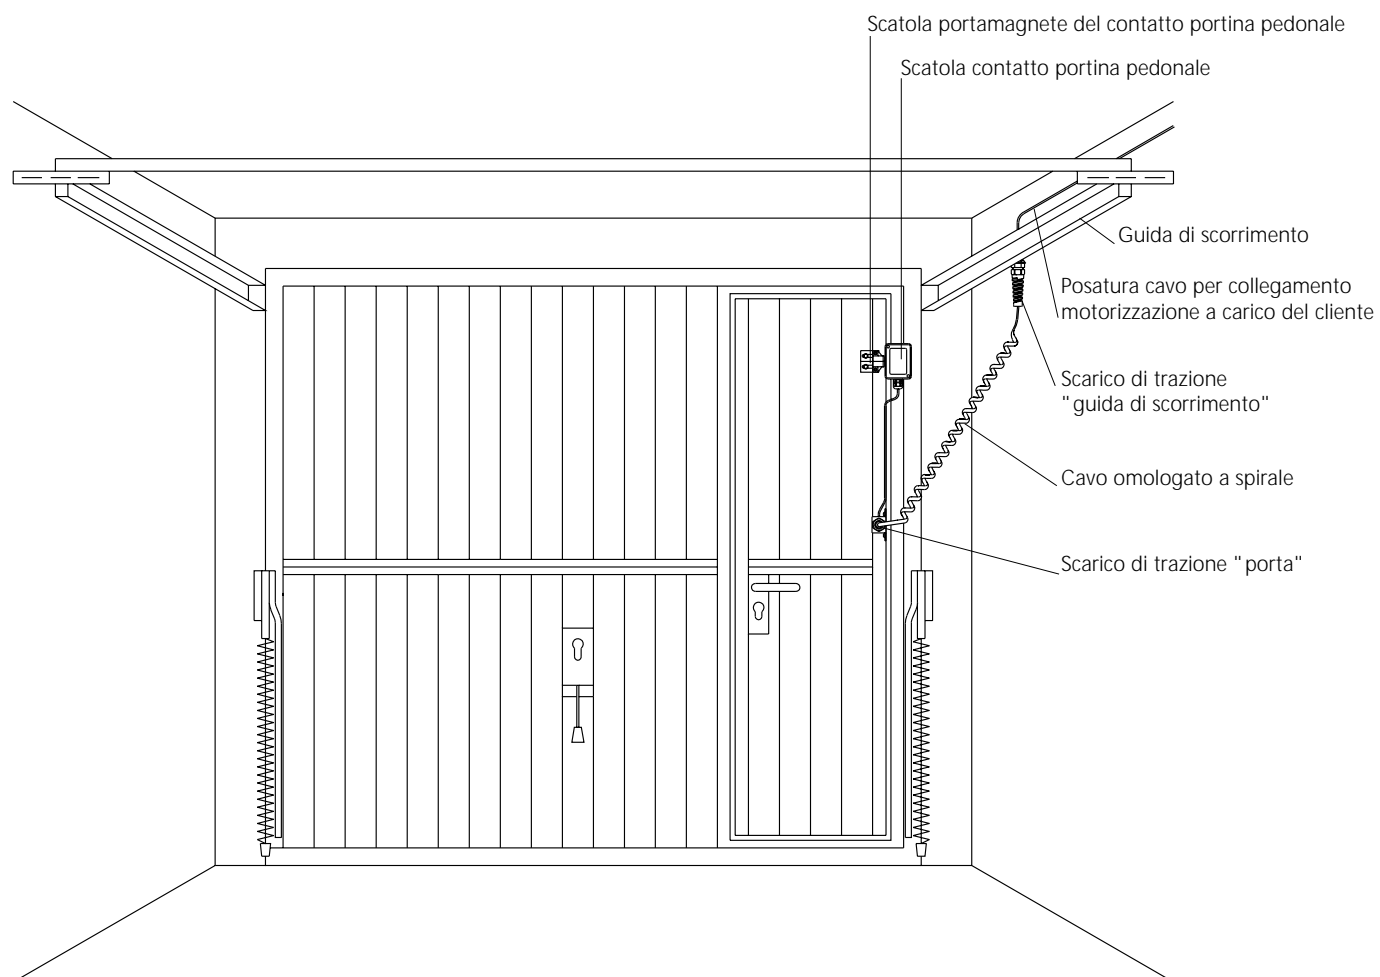 Scatola portamagnete del contatto portina pedonale
Scatola contatto portina pedonale
Guida di scorrimento
Posatura cavo per collegamento
motorizzazione a carico del cliente
Scarico di trazione
"guida di scorrimento"
Cavo omologato a spirale
Scarico di trazione "porta"